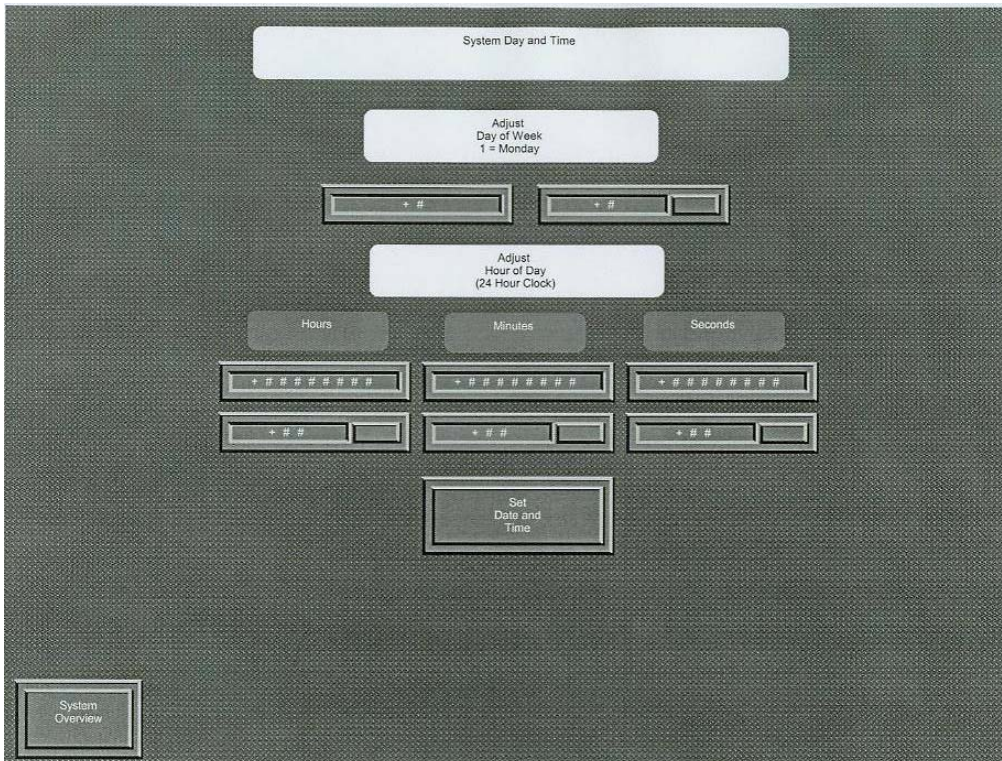 System Day and Time
Adjust
Day of Week
1 = Monday
+ #
+ #
Adjust
Hour of Day
(24 Hour Clock)
Hours
Minutes
Seconds
+ # # # # # # # #
+ # # # # # # # #
+ # # # # # # # #
+ # #
+ # #
+ # #
Set
Date and
Time
System
Overview